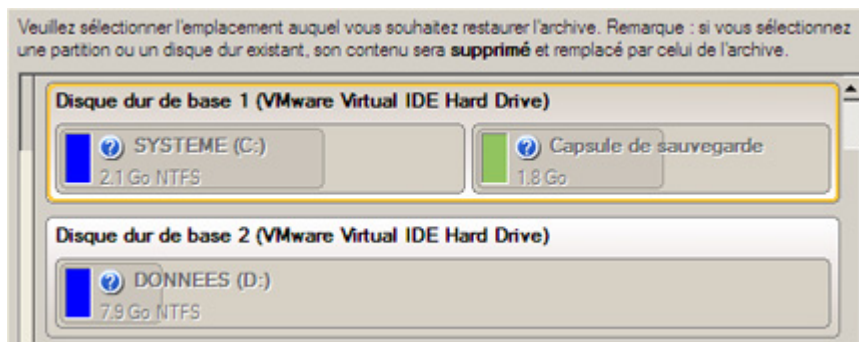 Veuillez sélectionner l'emplacement auquel vous souhaitez restaurer l'archive. Remarque : si vous sélectionnez
une partition ou un disque dur existant, son contenu sera supprimé et remplacé par celui de l'archive.
Disque dur de base 1 (VMware Virtual IDE Hard Drive)
SYSTEME (C:)
2.1 Go NTFS
Capsule de sauvegarde
1.8 Go
Disque dur de base 2 (VMware Virtual IDE Hard Drive)
DONNEES (D:)
7.9 Go NTFS